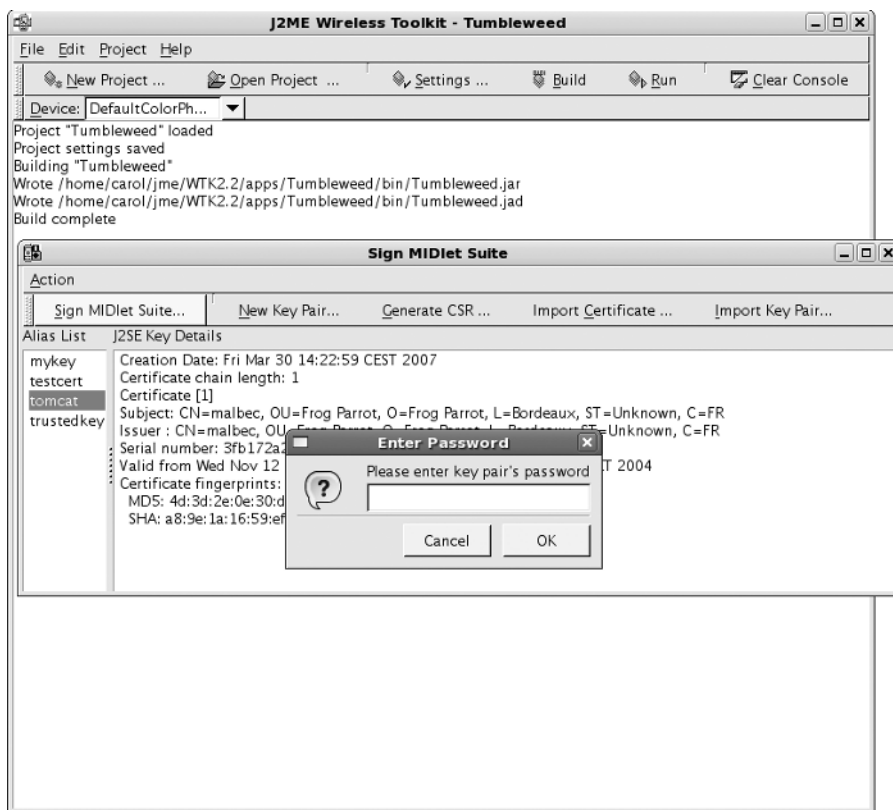 J2ME Wireless Toolkit - Tumbleweed
File Edit Project Help
New Project ... Open Project ... Settings ... Build Run Clear Console
Device: DefaultColorPh...
Project "Tumbleweed" loaded
Project settings saved
Building "Tumbleweed"
Wrote /home/carol/jme/WTK2.2/apps/Tumbleweed/bin/Tumbleweed.jar
Wrote /home/carol/jme/WTK2.2/apps/Tumbleweed/bin/Tumbleweed.jad
Build complete
Sign MIDlet Suite
Action
Sign MIDlet Suite... New Key Pair... Generate CSR ... Import Certificate ... Import Key Pair...
Alias List J2SE Key Details
mykey
testcert
tomcat
trustedkey
Creation Date: Fri Mar 30 14:22:59 CEST 2007
Certificate chain length: 1
Certificate [1]
Subject: CN=malbec, OU=Frog Parrot, O=Frog Parrot, L=Bordeaux, ST=Unknown, C=FR
Issuer : CN=malbec, OU=Frog Parrot, O=Frog Parrot, L=Bordeaux, ST=Unknown, C=FR
Serial number: 3fb172a2
Valid from Wed Nov 12 T 2004
Certificate fingerprints:
MD5: 4d:3d:2e:0e:30:d
SHA: a8:9e:1a:16:59:ef
Enter Password
Please enter key pair's password
Cancel OK